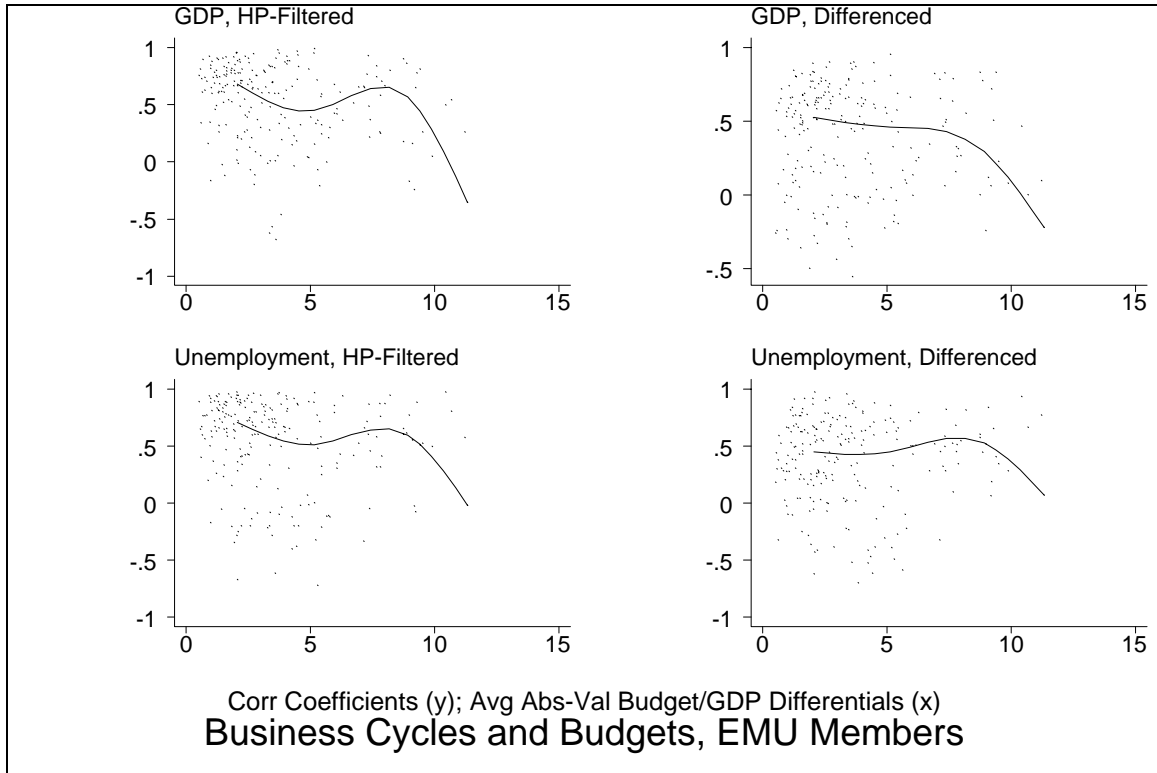 GDP, HP-Filtered
1
.5
0
-.5
-1
0 5 10 15
GDP, Differenced
1
.5
0
-.5
0 5 10 15
Unemployment, HP-Filtered
1
.5
0
-.5
-1
0 5 10 15
Unemployment, Differenced
1
.5
0
-.5
-1
0 5 10 15
Corr Coefficients (y); Avg Abs-Val Budget/GDP Differentials (x)
Business Cycles and Budgets, EMU Members